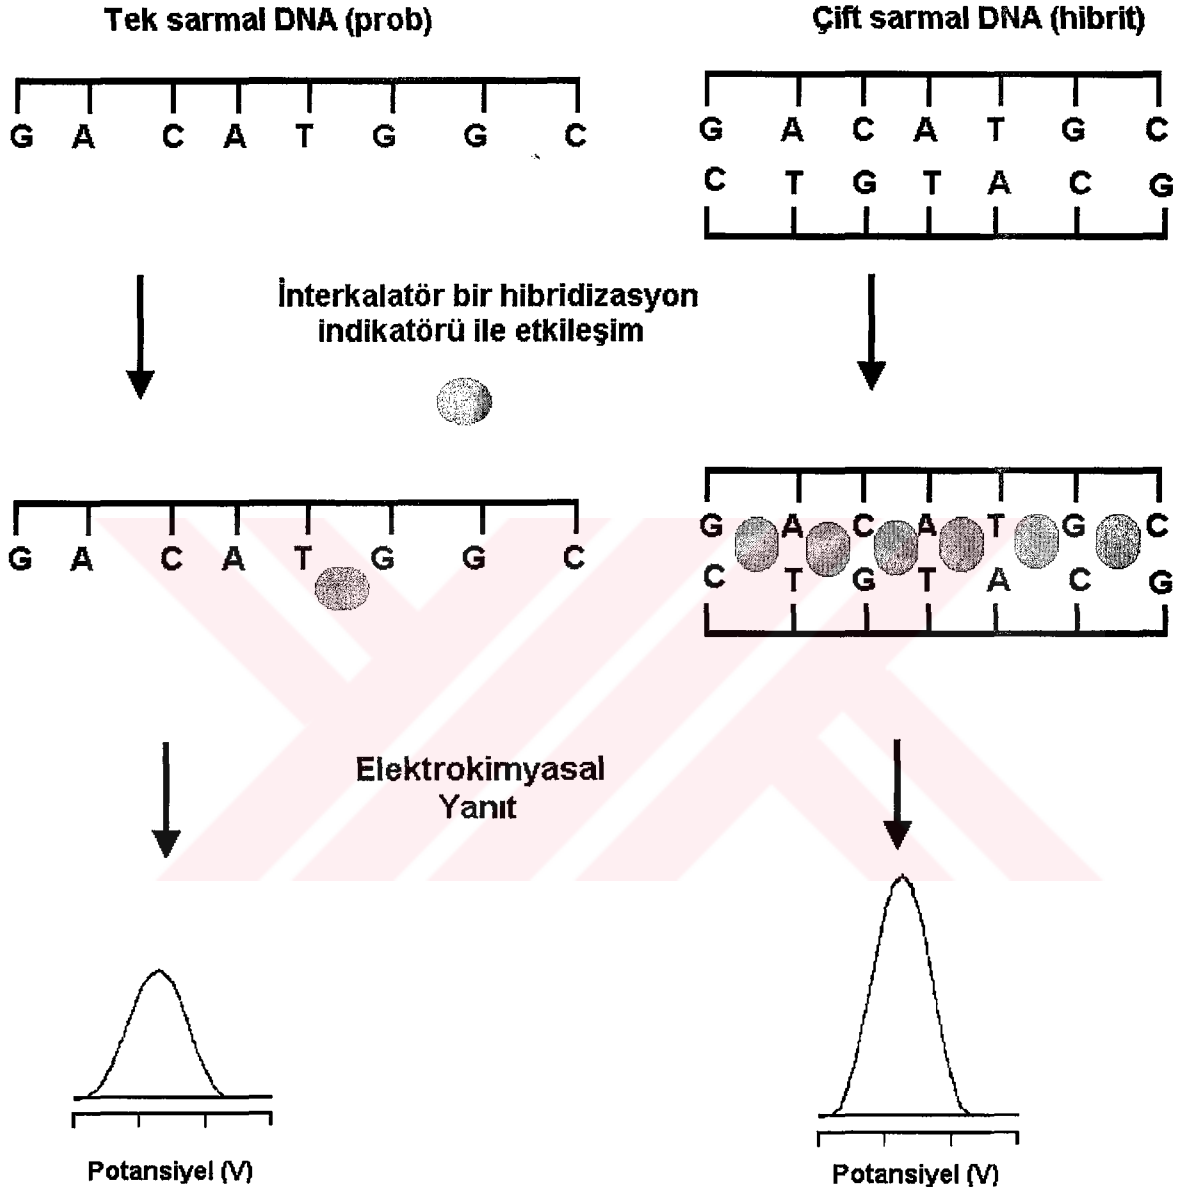 Tek sarmal DNA (prob)
Çift sarmal DNA (hibrit)
G A C A T G G C
G A C A T G C
C T G T A C G
İnterkalatör bir hibridizasyon
indikatörü ile etkileşim
G A C A T G G C
G A C A T G C
C T G T A C G
Elektrokimyasal
Yanıt
Potansiyel (V)
Potansiyel (V)